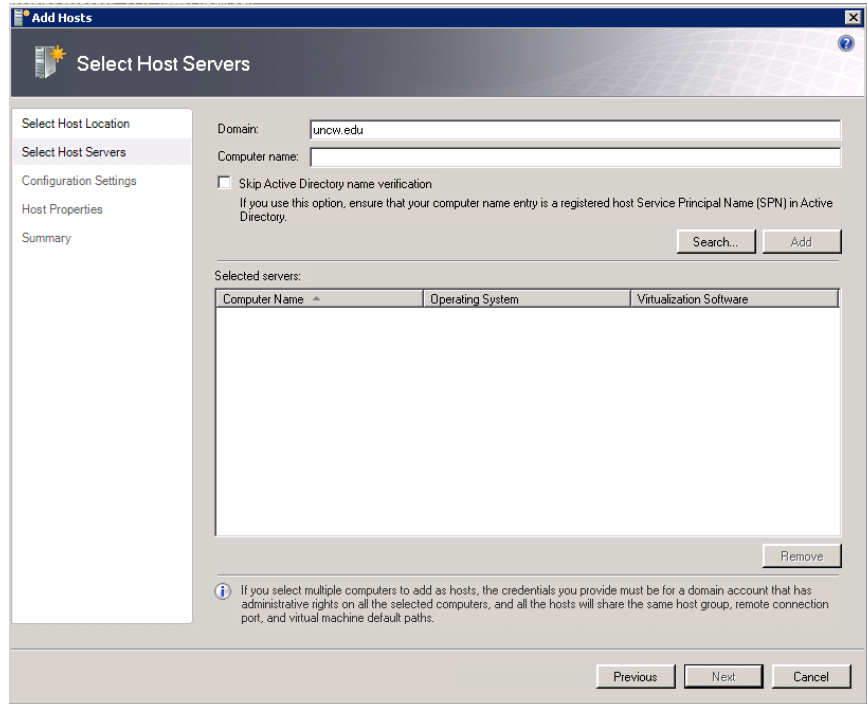 Add Hosts
Select Host Servers
Select Host Location
Select Host Servers
Configuration Settings
Host Properties
Summary
Domain: uncw.edu
Computer name:
Skip Active Directory name verification
If you use this option, ensure that your computer name entry is a registered host Service Principal Name (SPN) in Active
Directory.
Search... Add
Selected servers:
Computer Name Operating System Virtualization Software
Remove
If you select multiple computers to add as hosts, the credentials you provide must be for a domain account that has
administrative rights on all the selected computers, and all the hosts will share the same host group, remote connection
port, and virtual machine default paths.
Previous Next Cancel